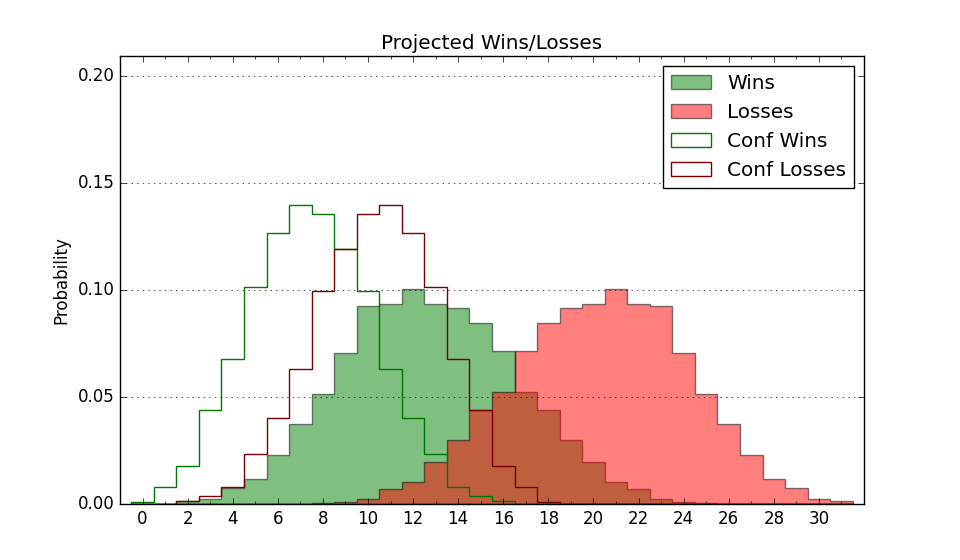 Projected Wins/Losses
0.20
0.15
0.10
0.05
0.00
Probability
Wins
Losses
Conf Wins
Conf Losses
0 2 4 6 8 10 12 14 16 18 20 22 24 26 28 30